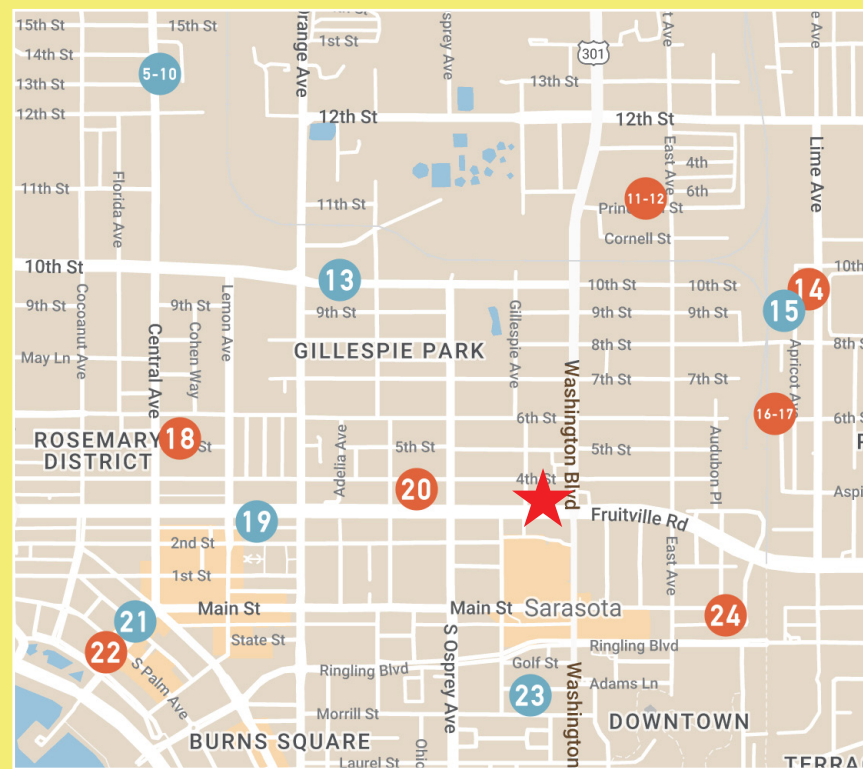 15th St
15th St
Orange Ave
1st St
14th St
5-10
301
13th St
13th St
12th St
12th St
12th St
4th
East Ave
Lime Ave
Florida Ave
11th St
11th St
11-12
6th
Cornell St
10th St
10th St
10th St
10th
13
14
15
9th St
Cocoanut Ave
9th St
Lemon Ave
9th St
Gillespie Ave
9th St
9th St
Central Ave
Cohen Way
GILLESPIE PARK
8th St
Apricot Ave
8th St
May Ln
Washington Blvd
7th St
7th St
16-17
6th St
6th St
ROSEMARY
DISTRICT
18
St
Adelia Ave
5th St
5th St
Audubon Pl
20
4th St
19
Fruitville Rd
2nd St
East Ave
1st St
Main St
Main St
Sarasota
21
24
State St
22
S Palm Ave
S Osprey Ave
Ringling Blvd
Ringling Blvd
Golf St
Washington
Adams Ln
23
Morrill St
DOWNTOWN
BURNS SQUARE
Laurel St